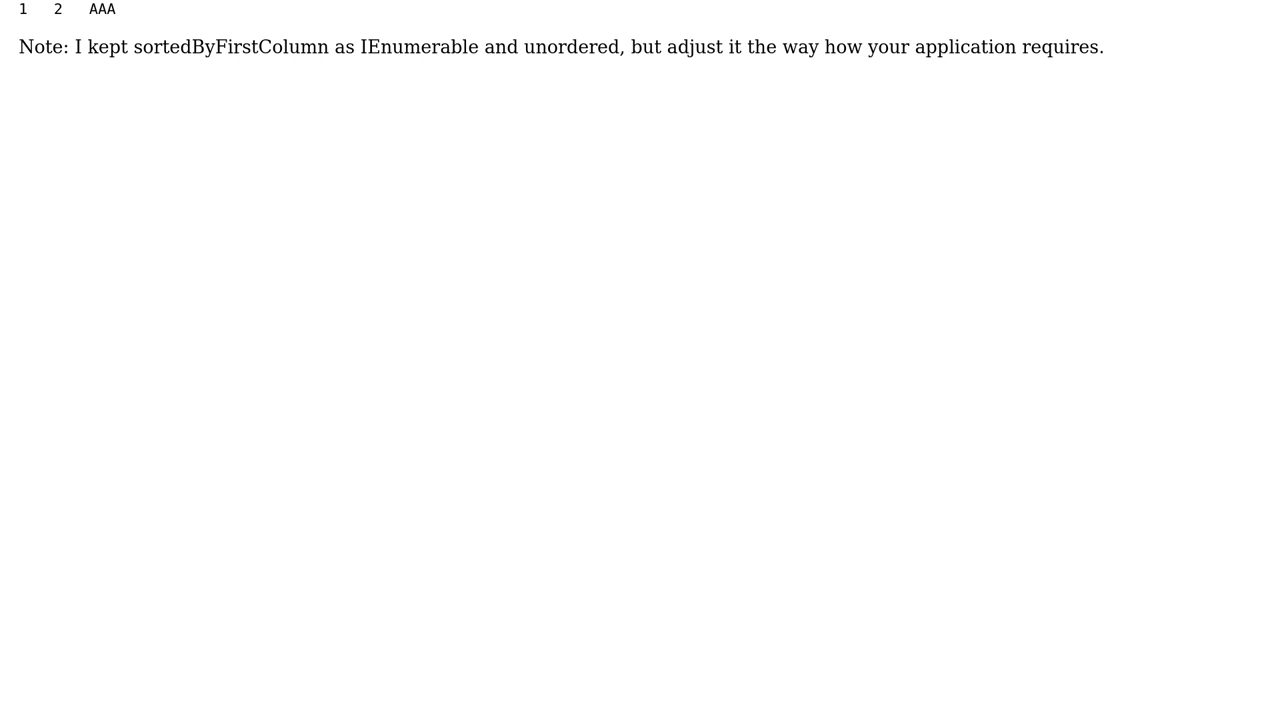 1   2   AAA
Note: I kept sortedByFirstColumn as IEnumerable and unordered, but adjust it the way how your application requires.